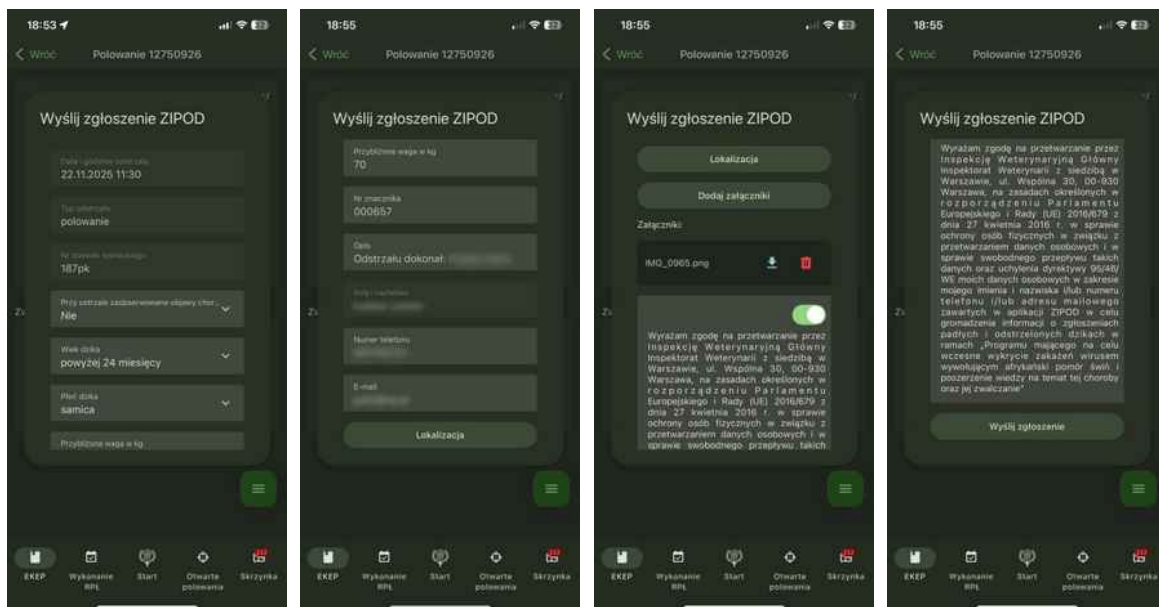 18:53
32
Wróć
Polowanie 12750926
Wyślij zgłoszenie ZIPOD
22.11.2025 11:30
polowanie
187pk
Przy ostrzale zaobserwowane objawy chor...
Nie
Wiek dzika
powyżej 24 miesięcy
Płeć dzika
samica
Przybliżona waga w kg
EKEP
Wykonanie RPŁ
Start
Otwarte polowania
Skrzynka
18:55
32
Wróć
Polowanie 12750926
Wyślij zgłoszenie ZIPOD
Przybliżona waga w kg
70
Nr znacznika
000657
Opis
Odstrzału dokonał:
Imię i nazwisko
Numer telefonu
E-mail
Lokalizacja
EKEP
Wykonanie RPŁ
Start
Otwarte polowania
Skrzynka
18:55
32
Wróć
Polowanie 12750926
Wyślij zgłoszenie ZIPOD
Lokalizacja
Dodaj załączniki
Załączniki:
IMG_0965.png
Wyrażam zgodę na przetwarzanie przez
Inspekcję Weterynaryjną Główny
Inspektorat Weterynarii z siedzibą w
Warszawie, ul. Wspólna 30, 00-930
Warszawa, na zasadach określonych w
rozporządzeniu Parlamentu
Europejskiego i Rady (UE) 2016/679 z
dnia 27 kwietnia 2016 r. w sprawie
ochrony osób fizycznych w związku z
przetwarzaniem danych osobowych i w
sprawie swobodnego przepływu takich
EKEP
Wykonanie RPŁ
Start
Otwarte polowania
Skrzynka
18:55
32
Wróć
Polowanie 12750926
Wyślij zgłoszenie ZIPOD
Wyrażam zgodę na przetwarzanie przez
Inspekcję Weterynaryjną Główny
Inspektorat Weterynarii z siedzibą w
Warszawie, ul. Wspólna 30, 00-930
Warszawa, na zasadach określonych w
rozporządzeniu Parlamentu
Europejskiego i Rady (UE) 2016/679 z
dnia 27 kwietnia 2016 r. w sprawie
ochrony osób fizycznych w związku z
przetwarzaniem danych osobowych i w
sprawie swobodnego przepływu takich
danych oraz uchylenia dyrektywy 95/46/
WE moich danych osobowych w zakresie
mojego imienia i nazwiska i/lub numeru
telefonu i/lub adresu mailowego
zawartych w aplikacji ZIPOD w celu
gromadzenia informacji o zgłoszeniach
padłych i odstrzelonych dzikach w
ramach „Programu mającego na celu
wczesne wykrycie zakażeń wirusem
wywołującym afrykański pomór świń i
poszerzenie wiedzy na temat tej choroby
oraz jej zwalczanie"
Wyślij zgłoszenie
EKEP
Wykonanie RPŁ
Start
Otwarte polowania
Skrzynka